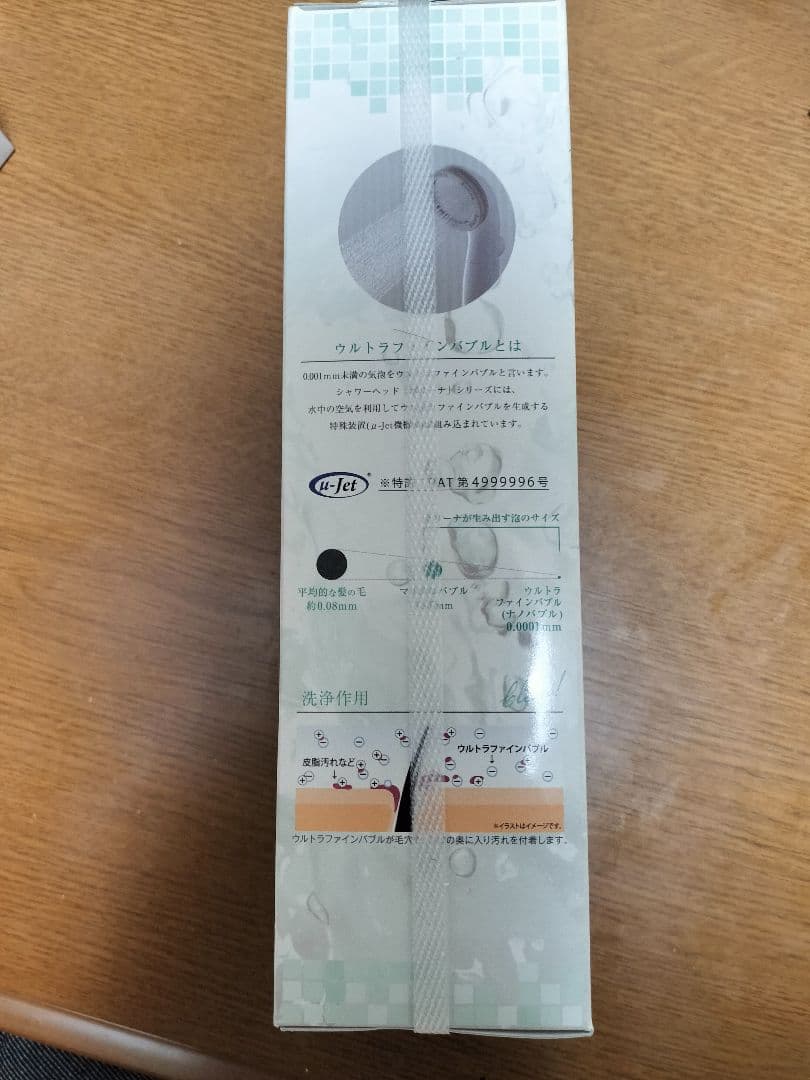 ウルトラフ インバブルとは
0.001mm未満の気泡をウ ファインバブルと言います。
シャワーヘッド ーナ シリーズには、
水中の空気を利用してウ ファインバブルを生成する
特殊装置(μ-Jet機 組み込まれています。
μ-Jet® ※特許 PAT第4999996号
リーナが生み出す泡のサイズ
平均的な髪の毛
約0.08mm
マ バブル
mm
ウルトラ
ファインバブル
(ナノバブル)
0.0001mm
洗浄作用
皮脂汚れなど
ウルトラファインバブル
※イラストはイメージです。
ウルトラファインバブルが毛穴 の奥に入り汚れを付着します。